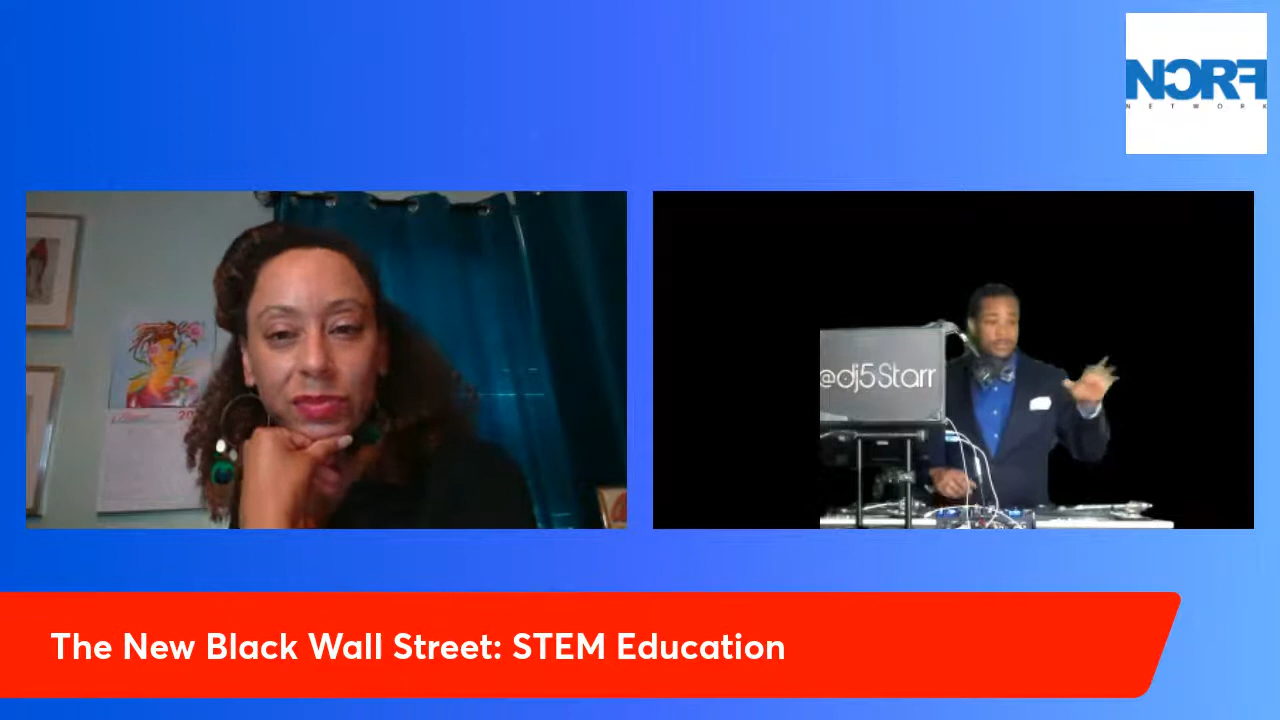 NORF
NETWORK
@dj5Starr
The New Black Wall Street: STEM Education